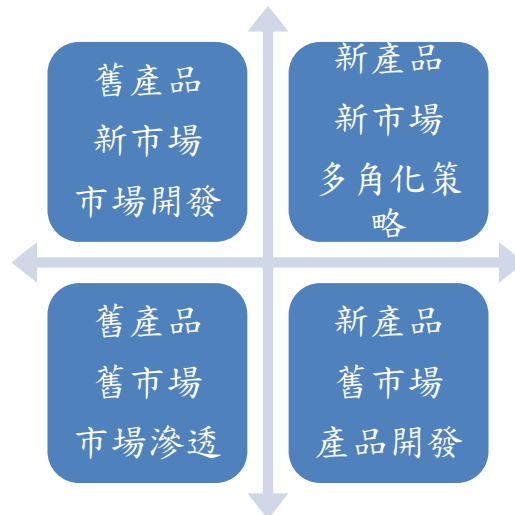 舊產品
新市場
市場開發
新產品
新市場
多角化策
略
舊產品
舊市場
市場滲透
新產品
舊市場
產品開發